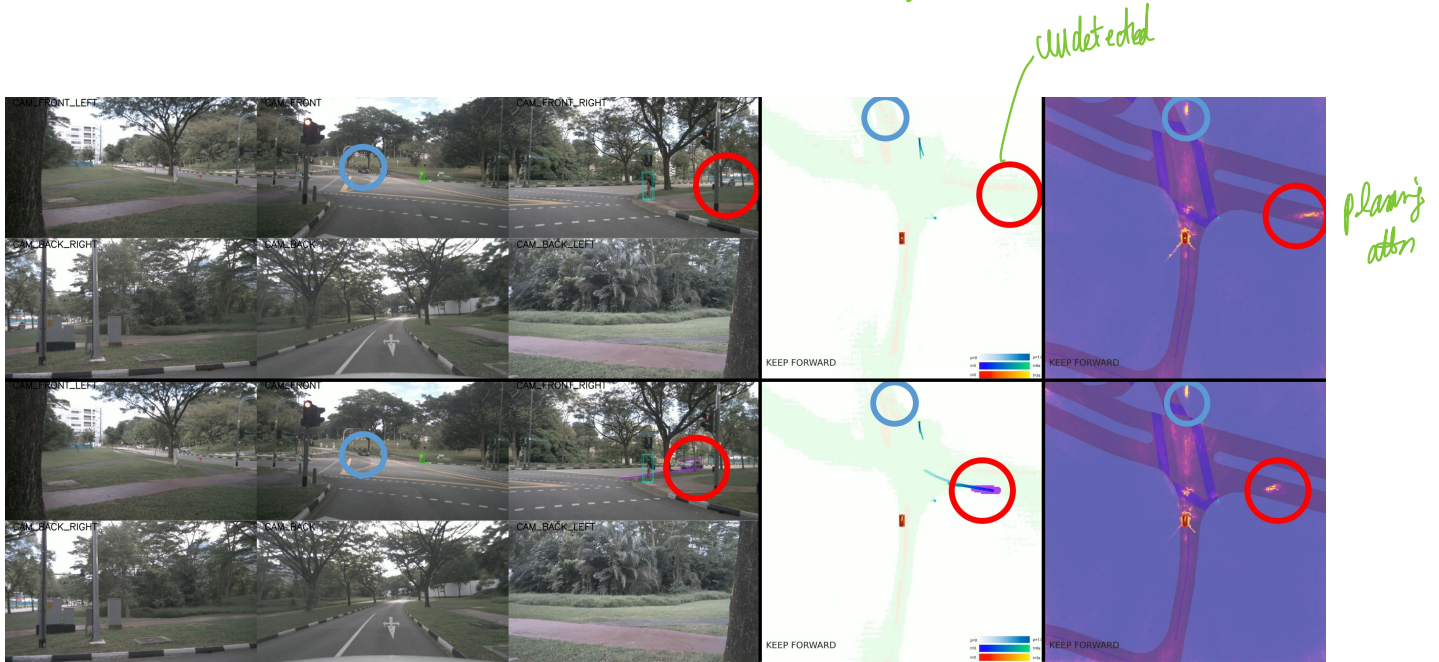 undetected
CAM_FRONT_LEFT CAM_FRONT CAM_FRONT_RIGHT
planning
attn
CAM_BACK_RIGHT CAM_BACK CAM_BACK_LEFT
KEEP FORWARD KEEP FORWARD
CAM_FRONT_LEFT CAM_FRONT CAM_FRONT_RIGHT
CAM_BACK_RIGHT CAM_BACK CAM_BACK_LEFT
KEEP FORWARD KEEP FORWARD